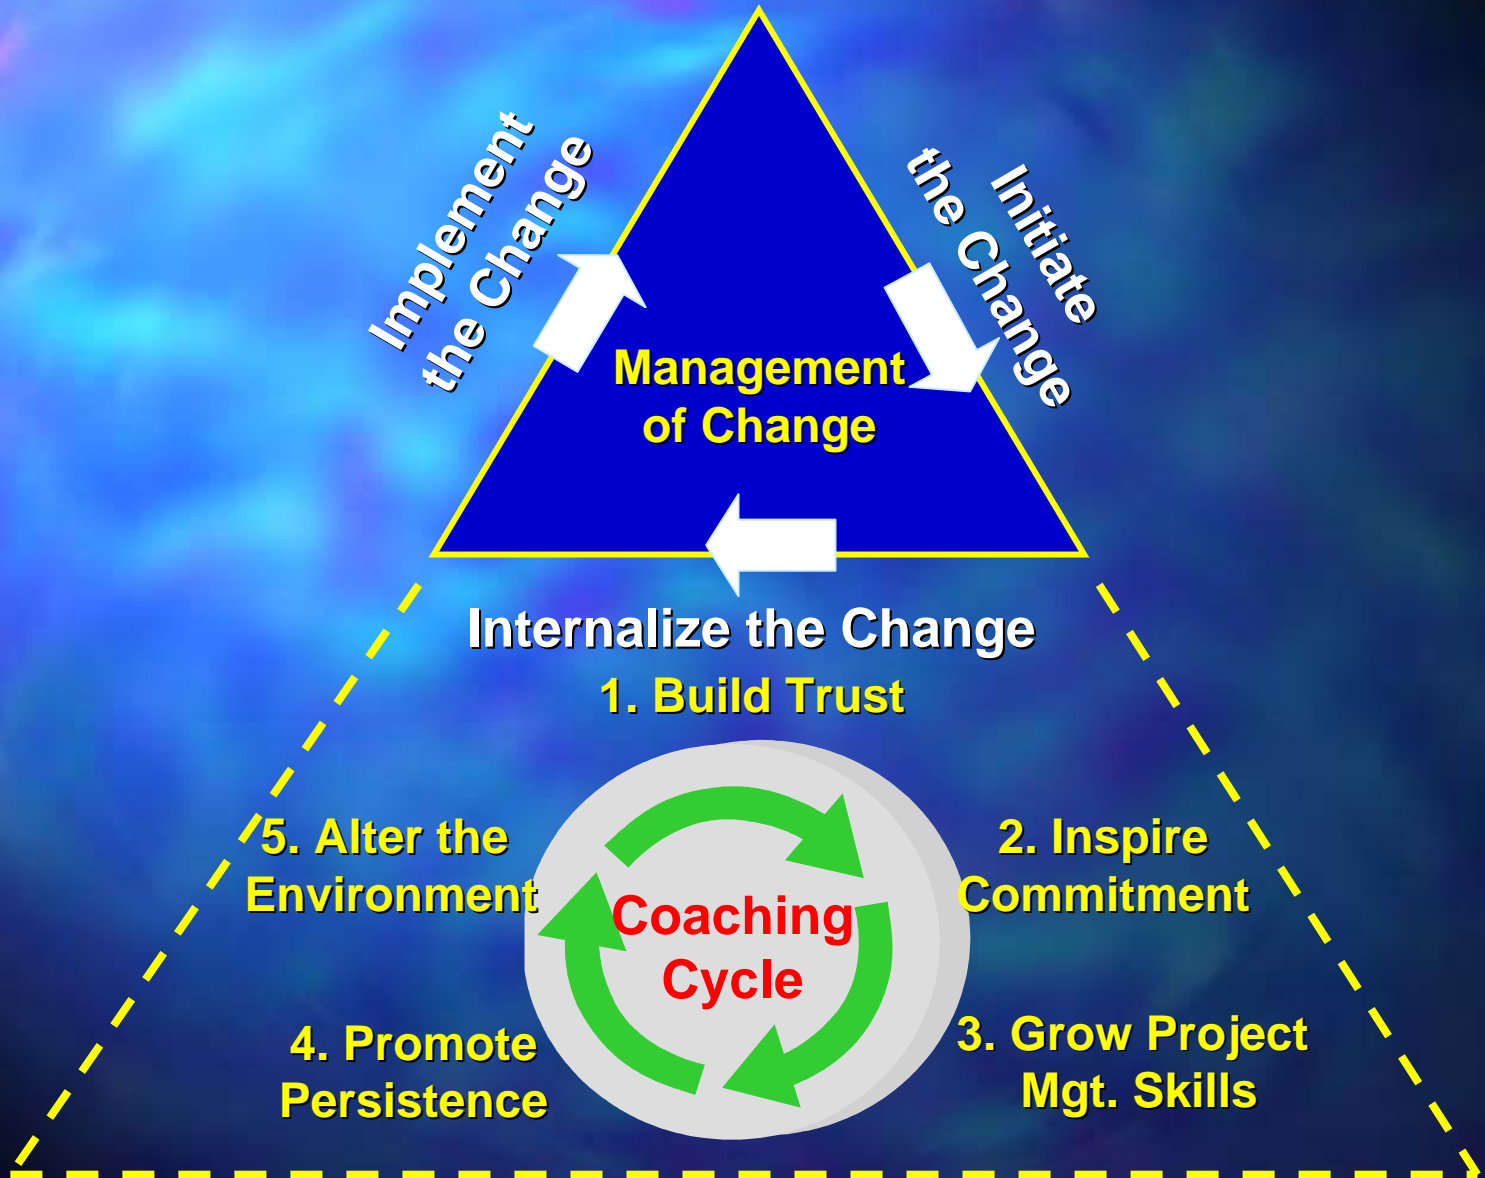 Implement
the Change
Initiate
the Change
Management
of Change
Internalize the Change
1. Build Trust
5. Alter the
Environment
2. Inspire
Commitment
Coaching
Cycle
4. Promote
Persistence
3. Grow Project
Mgt. Skills